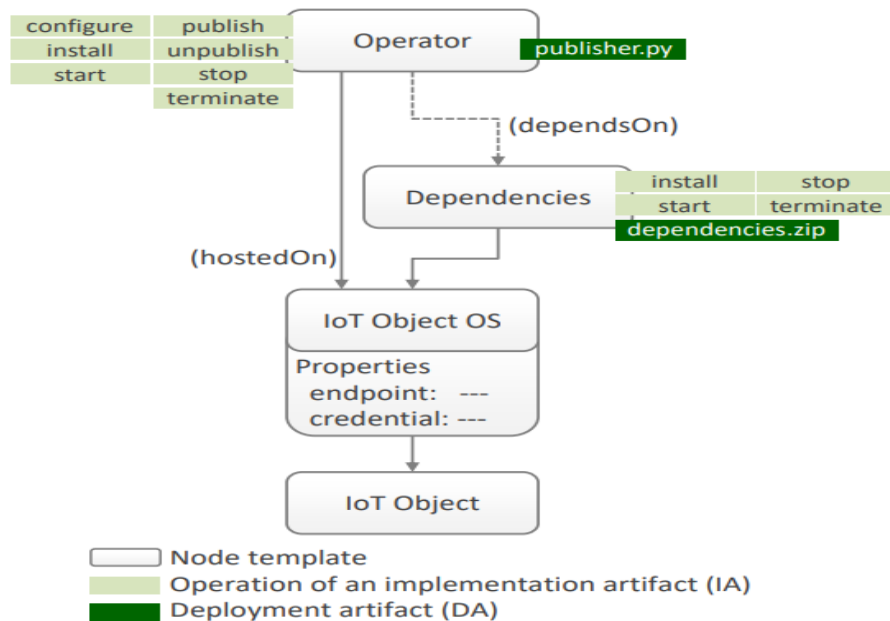 configure publish
install unpublish
start stop
terminate
Operator
publisher.py
(dependsOn)
Dependencies
install stop
start terminate
dependencies.zip
(hostedOn)
IoT Object OS
Properties
endpoint: ---
credential: ---
IoT Object
Node template
Operation of an implementation artifact (IA)
Deployment artifact (DA)